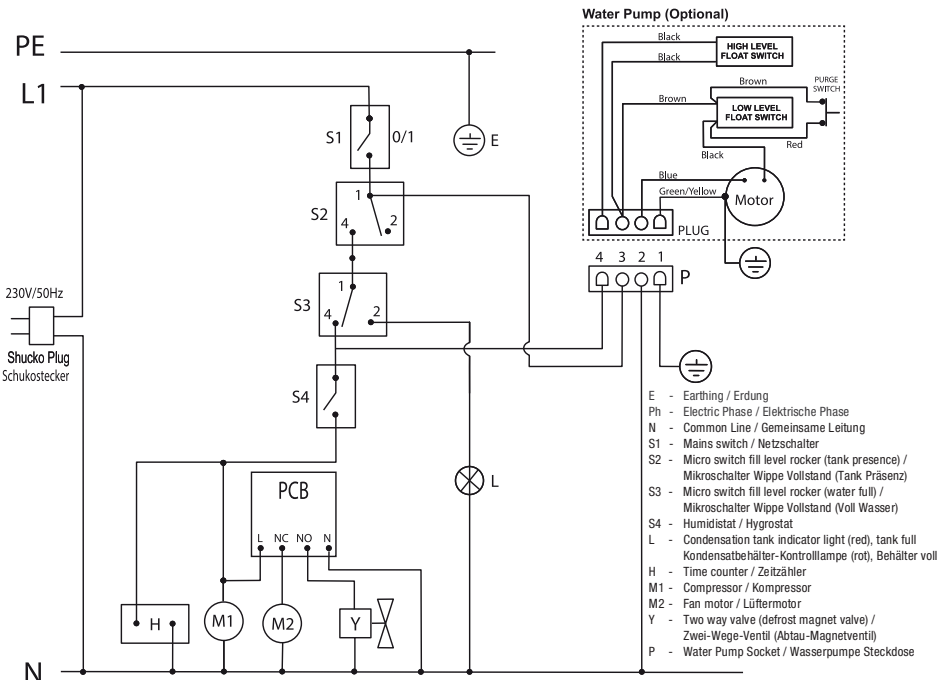 Water Pump (Optional)
Black
HIGH LEVEL
FLOAT SWITCH
Black
PE
L1
Brown
PURGE
SWITCH
Brown
LOW LEVEL
FLOAT SWITCH
Red
Black
S1
0/1
E
Blue
Green/Yellow
Motor
PLUG
S2
1
4
2
4 3 2 1
P
S3
1
4
2
230V/50Hz
Shucko Plug
Schukostecker
S4
L
PCB
L NC NO N
H
M1
M2
Y
N
E - Earthing / Erdung
Ph - Electric Phase / Elektrische Phase
N - Common Line / Gemeinsame Leitung
S1 - Mains switch / Netzschalter
S2 - Micro switch fill level rocker (tank presence) /
Mikroschalter Wippe Vollstand (Tank Präsenz)
S3 - Micro switch fill level rocker (water full) /
Mikroschalter Wippe Vollstand (Voll Wasser)
S4 - Humidistat / Hygrostat
L - Condensation tank indicator light (red), tank full
Kondensatbehälter-Kontrolllampe (rot), Behälter voll
H - Time counter / Zeitzähler
M1 - Compressor / Kompressor
M2 - Fan motor / Lüftermotor
Y - Two way valve (defrost magnet valve) /
Zwei-Wege-Ventil (Abtau-Magnetventil)
P - Water Pump Socket / Wasserpumpe Steckdose